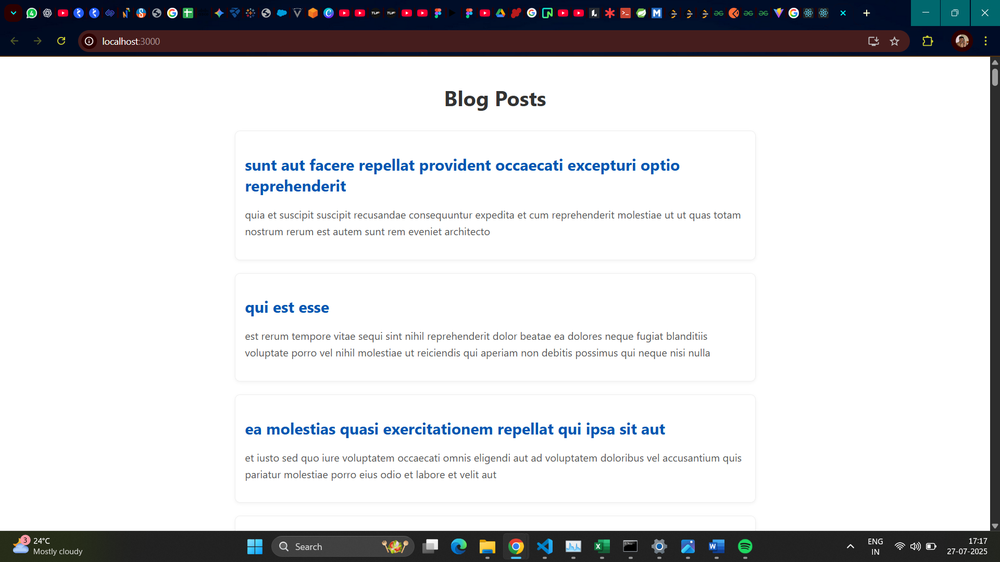 localhost:3000
Blog Posts
sunt aut facere repellat provident occaecati excepturi optio
reprehenderit
quia et suscipit suscipit recusandae consequuntur expedita et cum reprehenderit molestiae ut ut quas totam
nostrum rerum est autem sunt rem eveniet architecto
qui est esse
est rerum tempore vitae sequi sint nihil reprehenderit dolor beatae ea dolores neque fugiat blanditiis
voluptate porro vel nihil molestiae ut reiciendis qui aperiam non debitis possimus qui neque nisi nulla
ea molestias quasi exercitationem repellat qui ipsa sit aut
et iusto sed quo iure voluptatem occaecati omnis eligendi aut ad voluptatem doloribus vel accusantium quis
pariatur molestiae porro eius odio et labore et velit aut
3
24°C
Mostly cloudy
Search
ENG
IN
17:17
27-07-2025